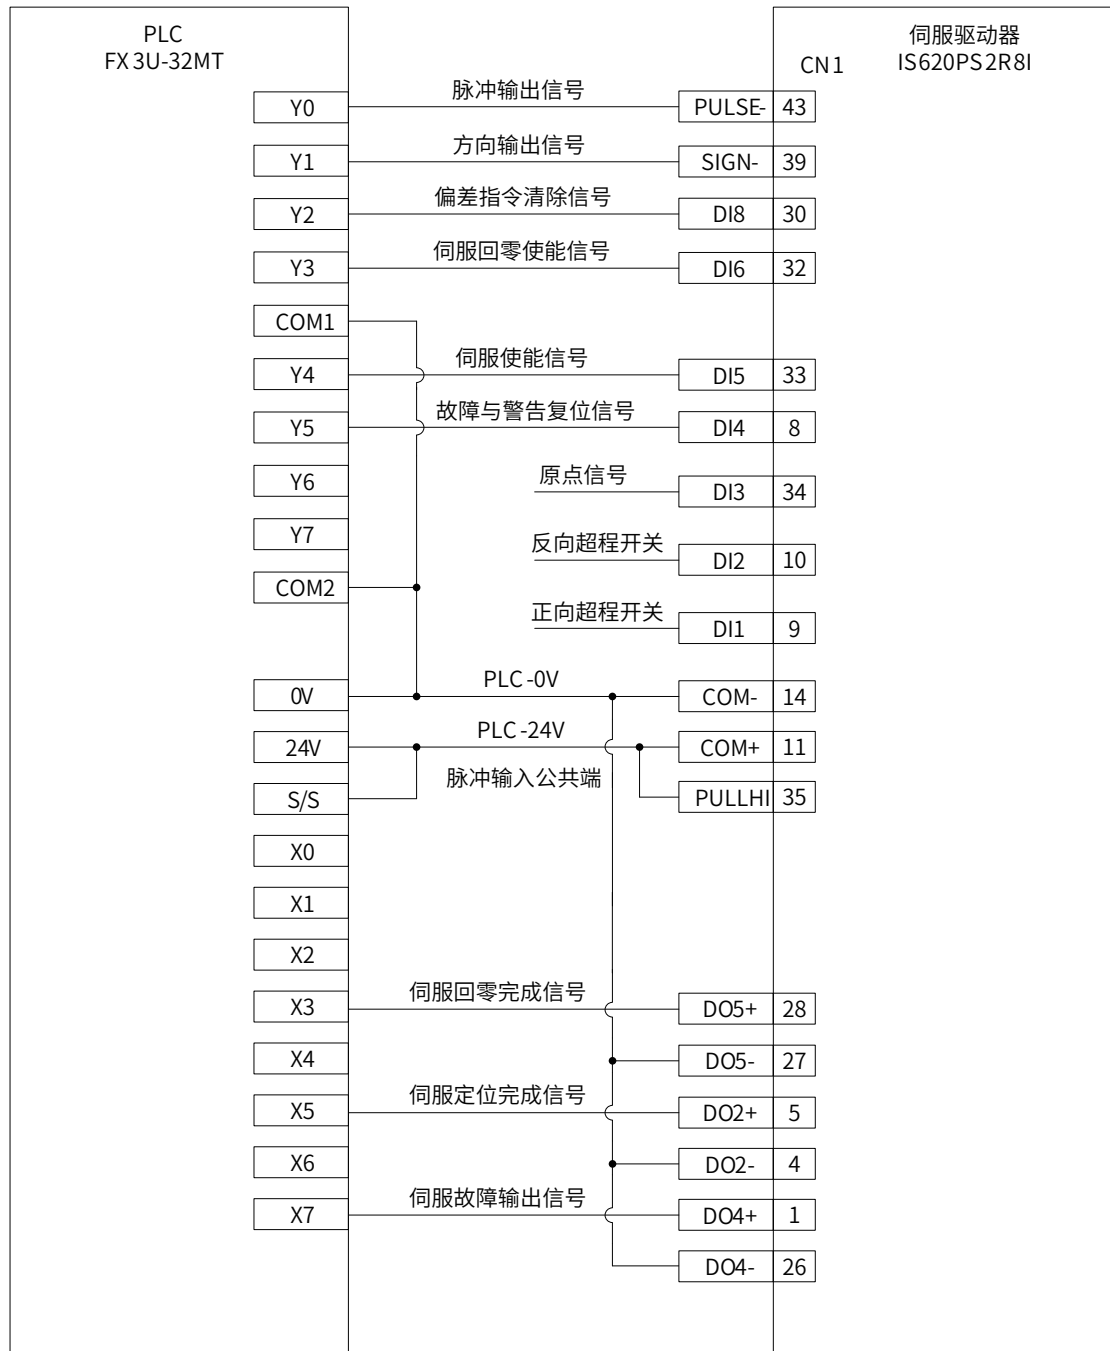 PLC
FX3U-32MT
伺服驱动器
IS620PS2R8I
CN1
Y0
脉冲输出信号
PULSE-
43
Y1
方向输出信号
SIGN-
39
Y2
偏差指令清除信号
DI8
30
Y3
伺服回零使能信号
DI6
32
COM1
Y4
伺服使能信号
DI5
33
Y5
故障与警告复位信号
DI4
8
Y6
原点信号
DI3
34
Y7
反向超程开关
DI2
10
COM2
正向超程开关
DI1
9
0V
PLC-0V
COM-
14
24V
PLC-24V
COM+
11
S/S
脉冲输入公共端
PULLHI
35
X0
X1
X2
X3
伺服回零完成信号
DO5+
28
X4
DO5-
27
X5
伺服定位完成信号
DO2+
5
X6
DO2-
4
X7
伺服故障输出信号
DO4+
1
DO4-
26